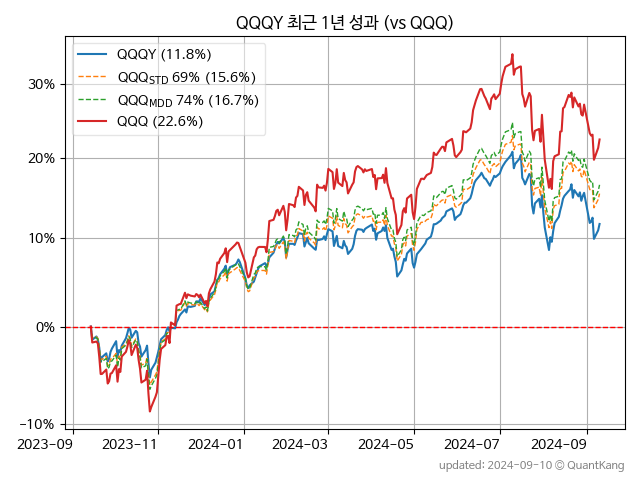 QQQY 최근 1년 성과 (vs QQQ)
QQQY (11.8%)
QQQSTD 69% (15.6%)
QQQMDD 74% (16.7%)
QQQ (22.6%)
30%
20%
10%
0%
−10%
2023-09 2023-11 2024-01 2024-03 2024-05 2024-07 2024-09
updated: 2024-09-10 © QuantKang